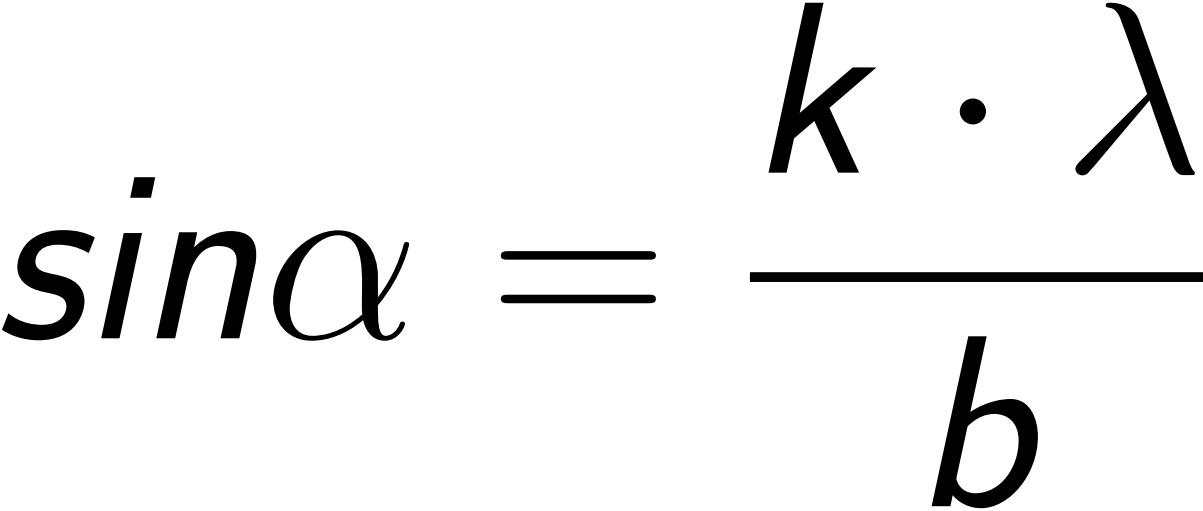 sinα = k · λ / b